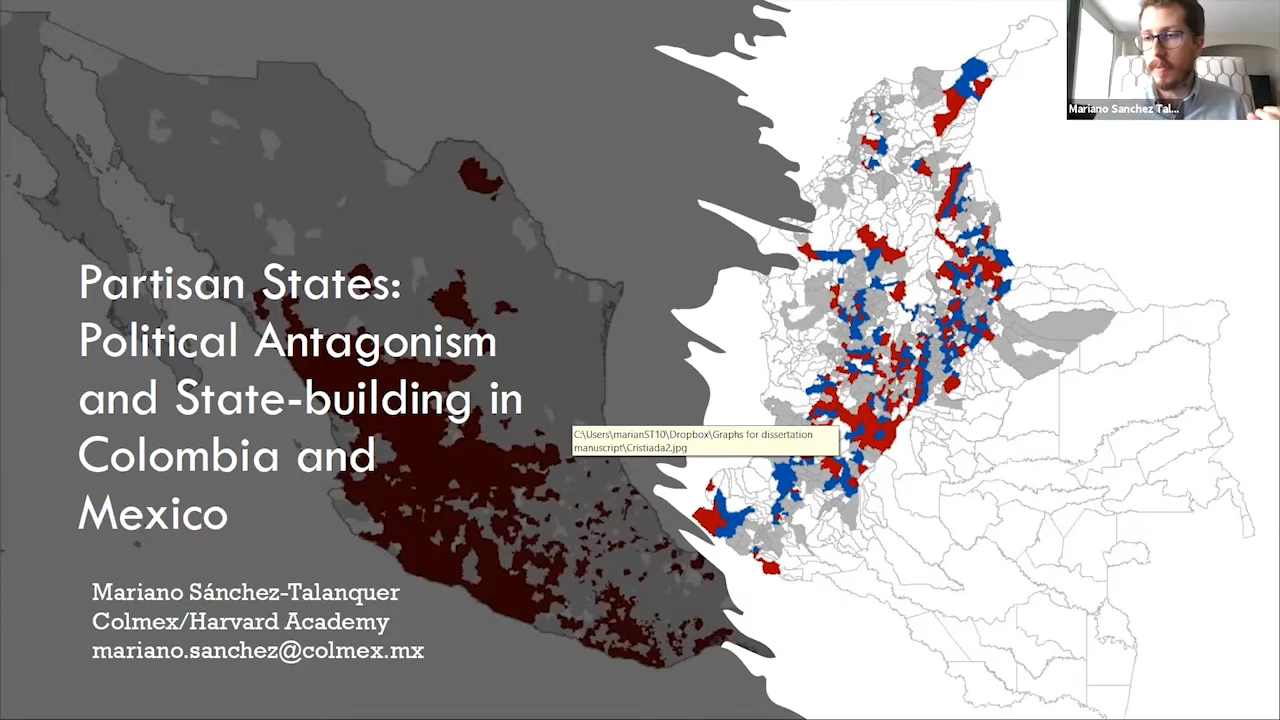 Mariano Sanchez Tal...
Partisan States:
Political Antagonism
and State-building in
Colombia and
Mexico
C:\Users\marianST10\Dropbox\Graphs for dissertation
manuscript\Cristiada2.jpg
Mariano Sánchez-Talanquer
Colmex/Harvard Academy
mariano.sanchez@colmex.mx